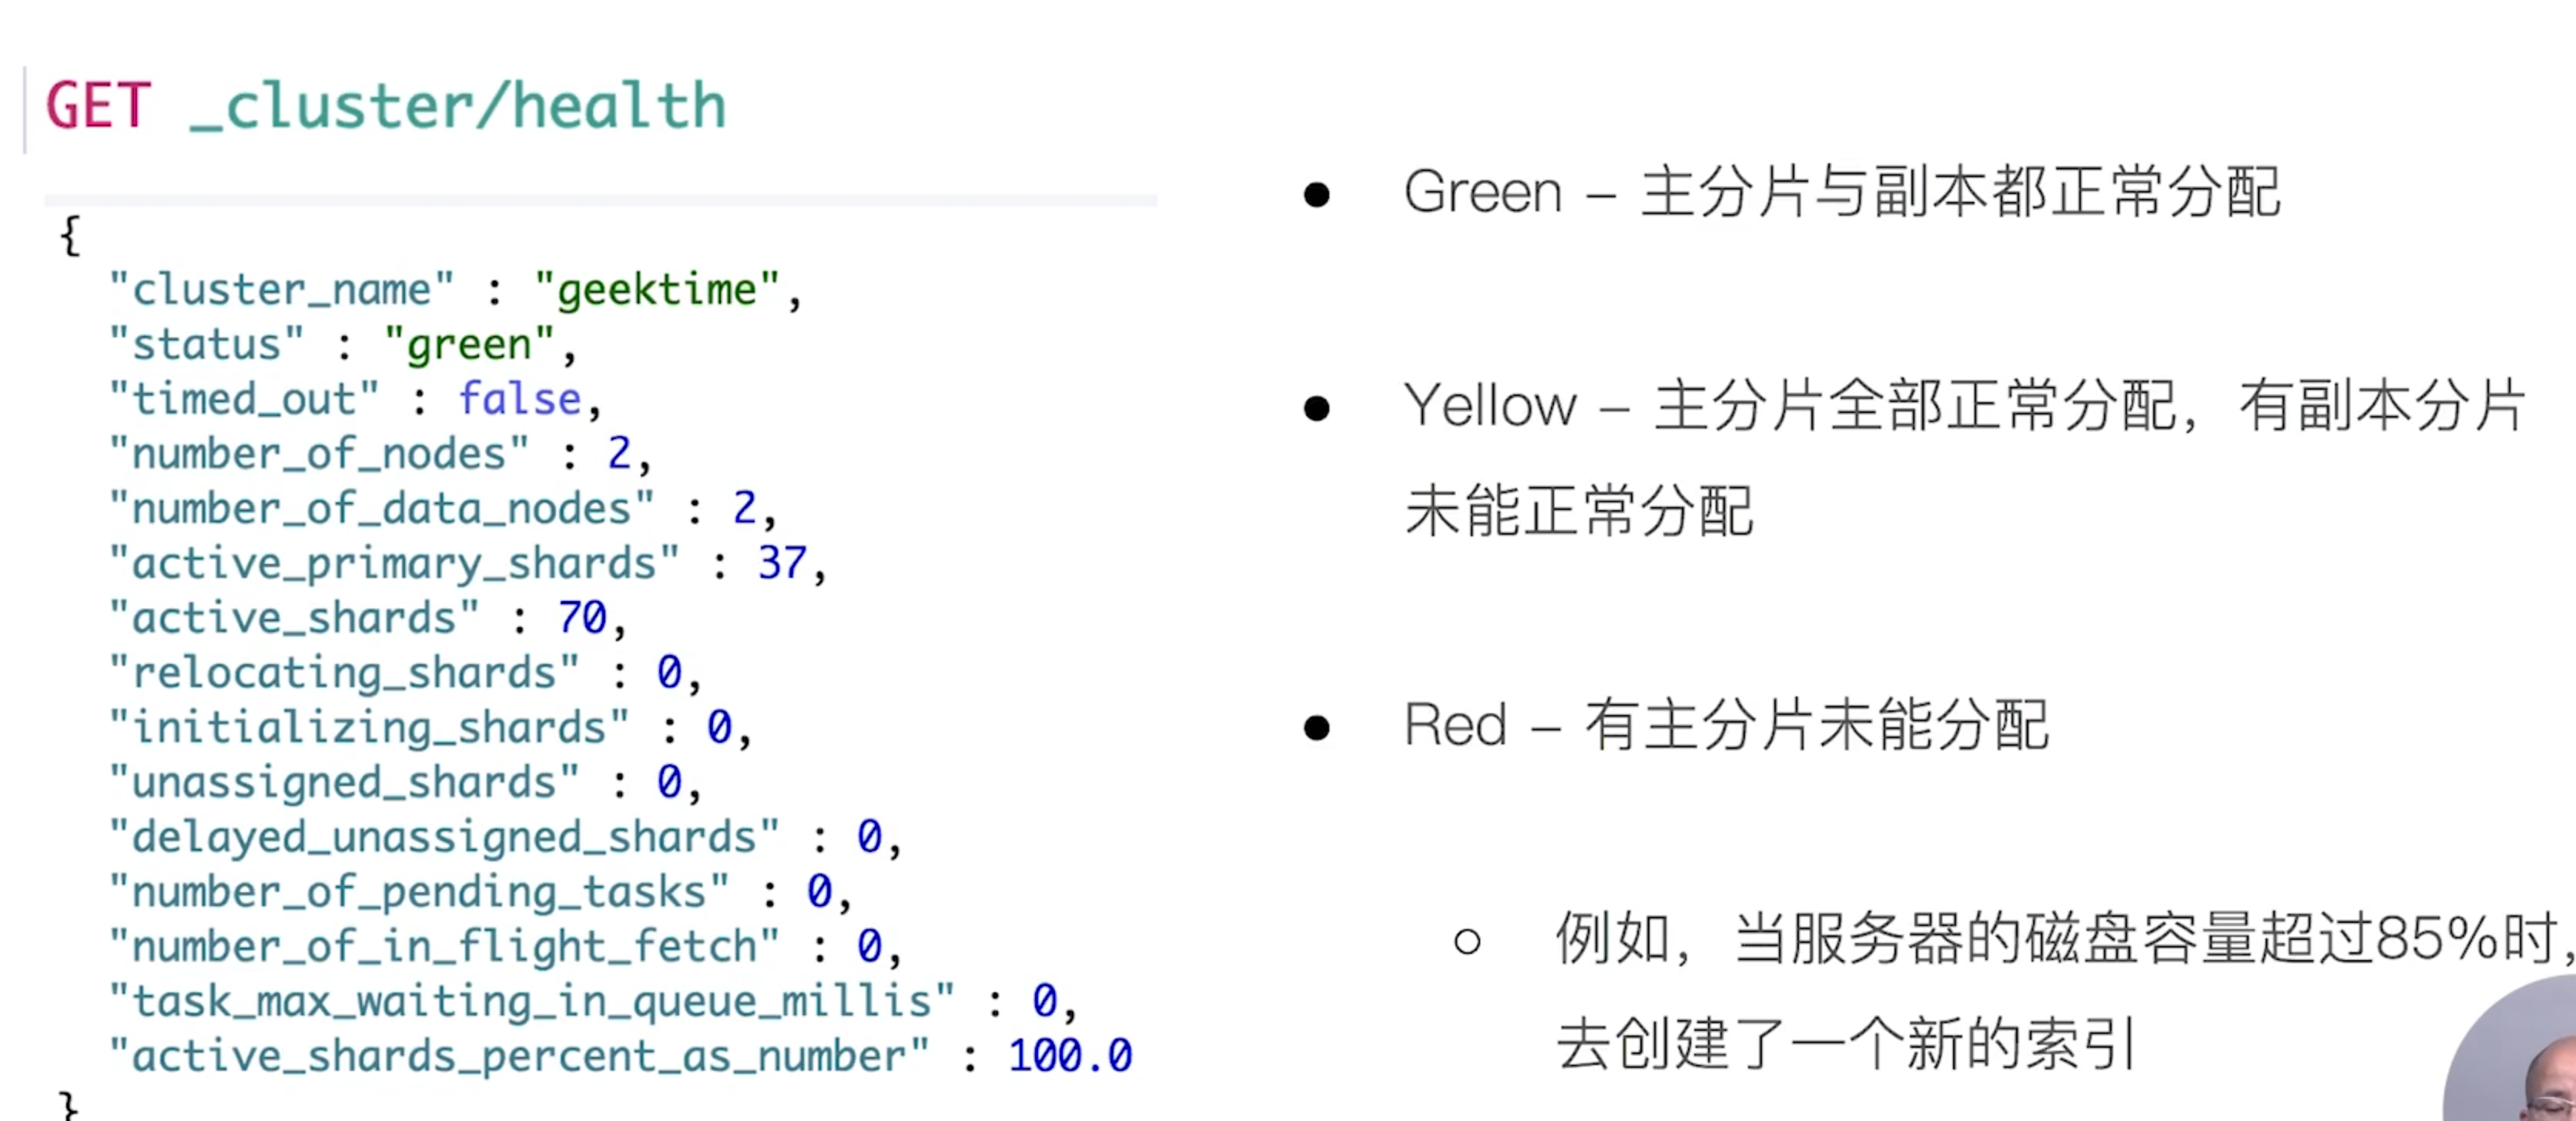 GET _cluster/health
{
"cluster_name" : "geektime",
"status" : "green",
"timed_out" : false,
"number_of_nodes" : 2,
"number_of_data_nodes" : 2,
"active_primary_shards" : 37,
"active_shards" : 70,
"relocating_shards" : 0,
"initializing_shards" : 0,
"unassigned_shards" : 0,
"delayed_unassigned_shards" : 0,
"number_of_pending_tasks" : 0,
"number_of_in_flight_fetch" : 0,
"task_max_waiting_in_queue_millis" : 0,
"active_shards_percent_as_number" : 100.0
}
● Green – 主分片与副本都正常分配
● Yellow – 主分片全部正常分配，有副本分片
未能正常分配
● Red – 有主分片未能分配
○ 例如，当服务器的磁盘容量超过85%时，
去创建了一个新的索引